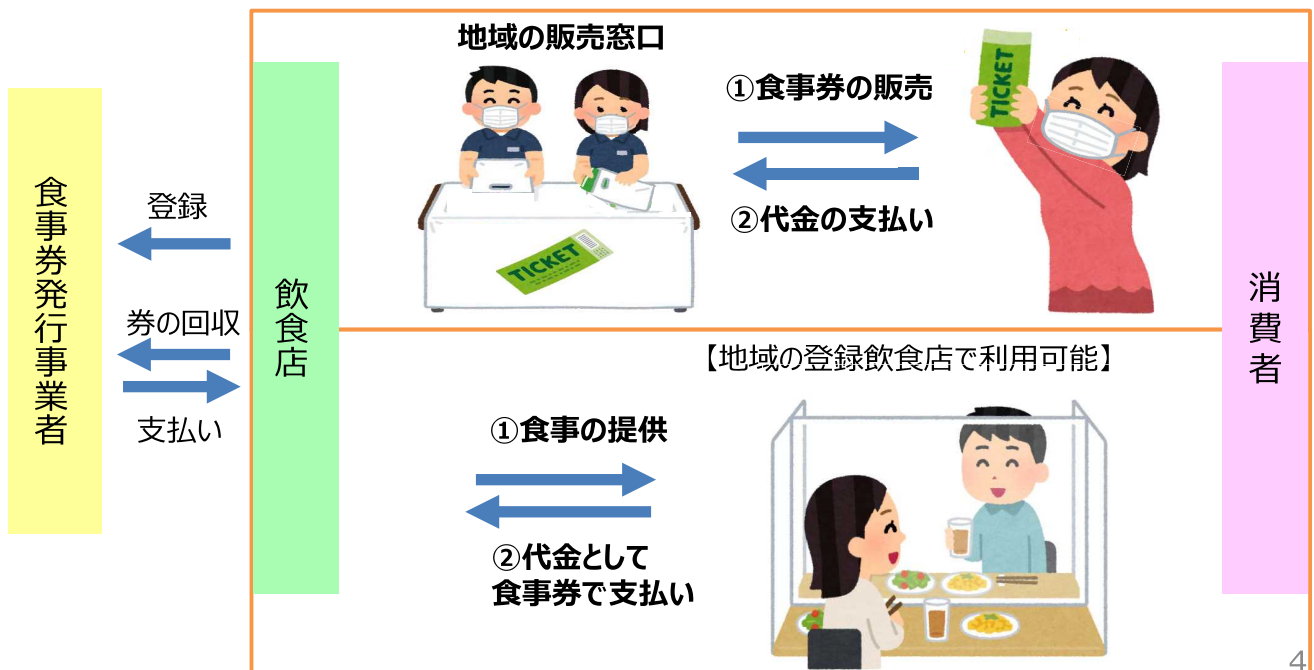 食事券発行事業者
登録
券の回収
支払い
飲食店
地域の販売窓口
①食事券の販売
②代金の支払い
TICKET
TICKET
消費者
【地域の登録飲食店で利用可能】
①食事の提供
②代金として
食事券で支払い
4